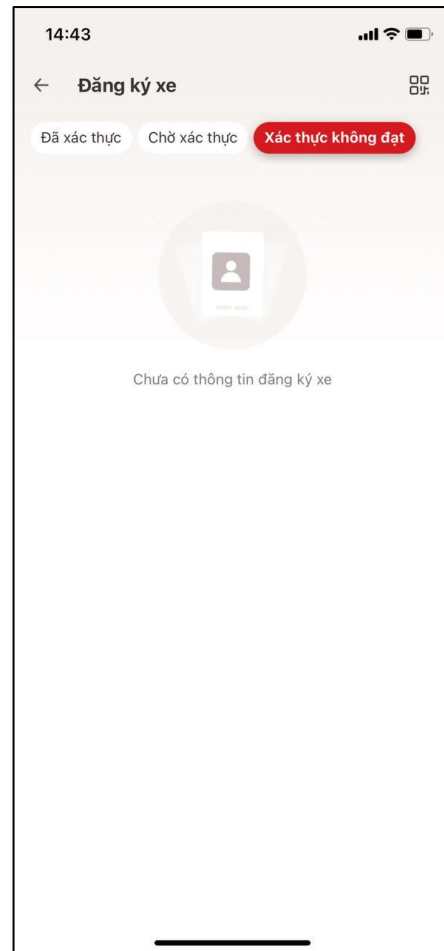 14:43
Đăng ký xe
Đã xác thực Chờ xác thực Xác thực không đạt
Chưa có thông tin đăng ký xe